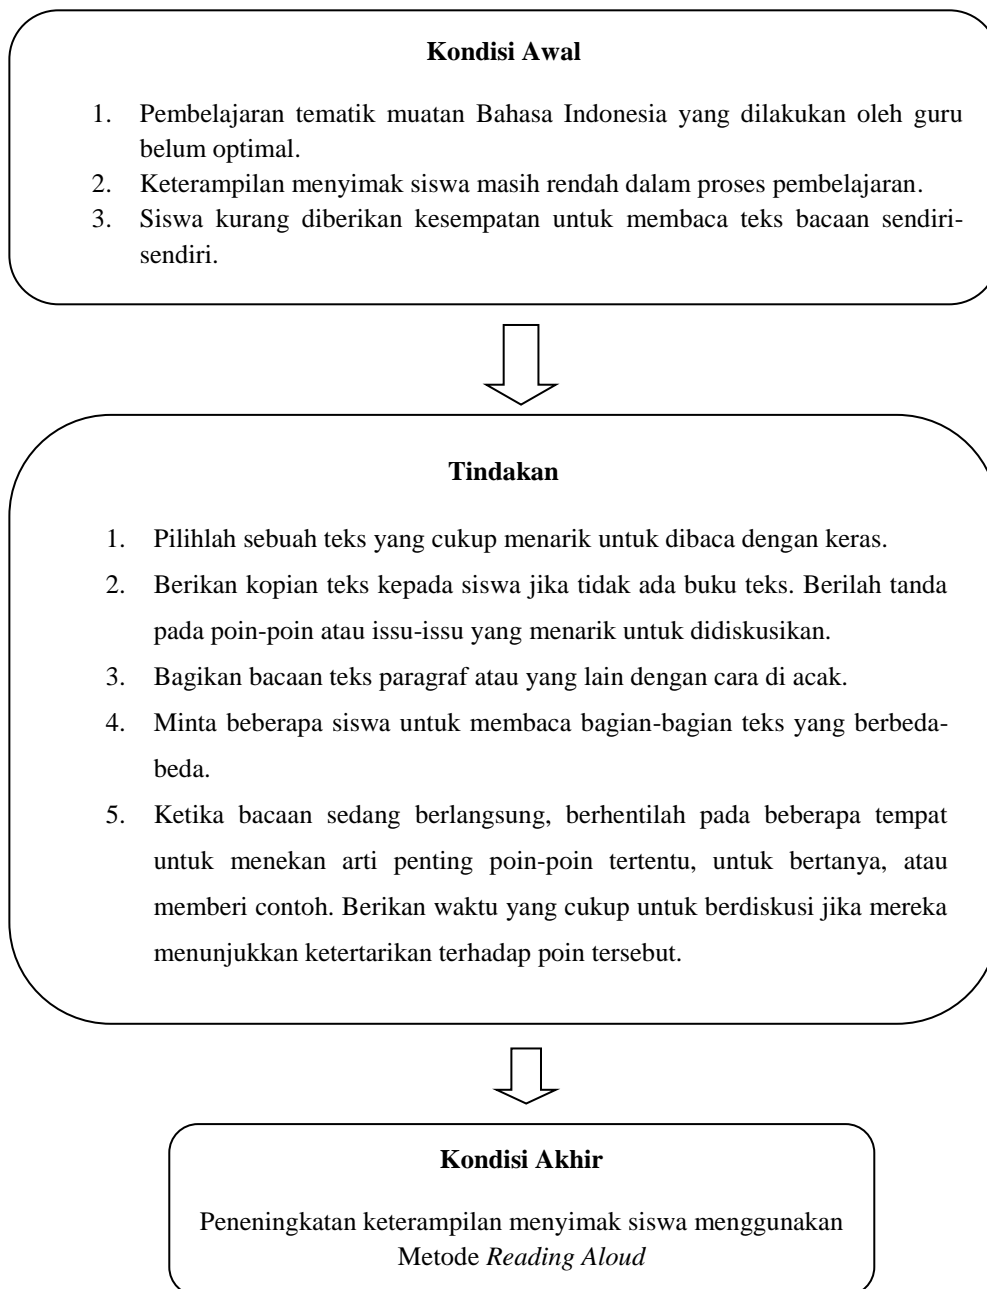 Kondisi Awal
1. Pembelajaran tematik muatan Bahasa Indonesia yang dilakukan oleh guru
belum optimal.
2. Keterampilan menyimak siswa masih rendah dalam proses pembelajaran.
3. Siswa kurang diberikan kesempatan untuk membaca teks bacaan sendiri-
sendiri.
Tindakan
1. Pilihlah sebuah teks yang cukup menarik untuk dibaca dengan keras.
2. Berikan kopian teks kepada siswa jika tidak ada buku teks. Berilah tanda
pada poin-poin atau issu-issu yang menarik untuk didiskusikan.
3. Bagikan bacaan teks paragraf atau yang lain dengan cara di acak.
4. Minta beberapa siswa untuk membaca bagian-bagian teks yang berbeda-
beda.
5. Ketika bacaan sedang berlangsung, berhentilah pada beberapa tempat
untuk menekan arti penting poin-poin tertentu, untuk bertanya, atau
memberi contoh. Berikan waktu yang cukup untuk berdiskusi jika mereka
menunjukkan ketertarikan terhadap poin tersebut.
Kondisi Akhir
Peneningkatan keterampilan menyimak siswa menggunakan
Metode Reading Aloud